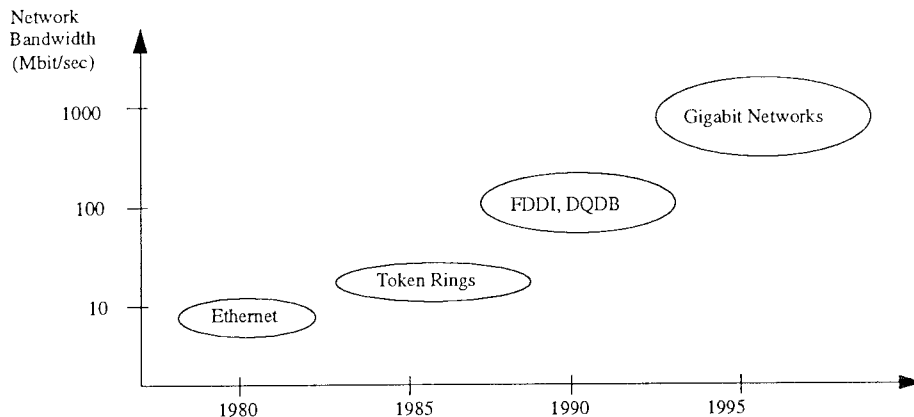 Network
Bandwidth
(Mbit/sec)
1000
Gigabit Networks
100
FDDI, DQDB
Token Rings
10
Ethernet
1980
1985
1990
1995